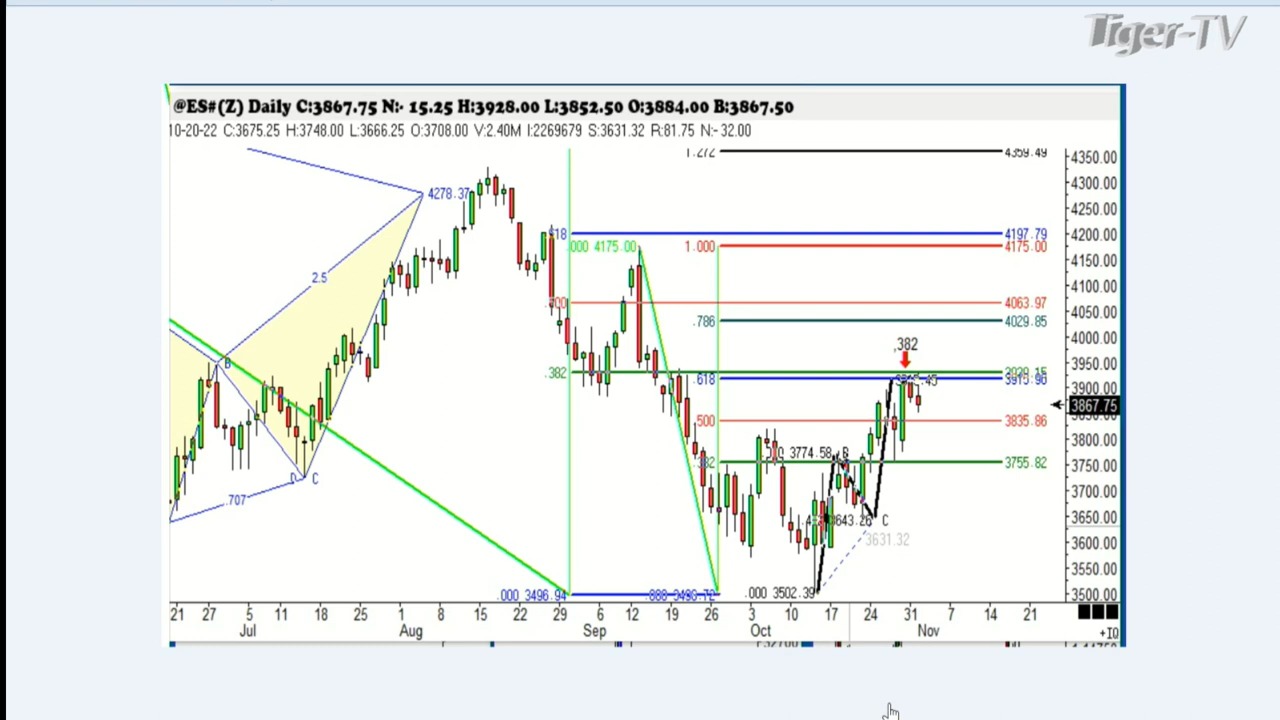 Tiger-TV
@ES#(Z) Daily C:3867.75 N:- 15.25 H:3928.00 L:3852.50 O:3884.00 B:3867.50
10-20-22 C:3675.25 H:3748.00 L:3666.25 O:3708.00 V:2.40M I:2269679 S:3631.32 R:81.75 N:- 32.00
1.272 4359.49
4350.00
4300.00
4278.37
4250.00
.618 4197.79
4200.00
.000 4175.00 1.000 4175.00
4150.00
2.5
4100.00
.500 4063.97
4050.00
.786 4029.85
4000.00
.382
3950.00
B
.382
.618 3915.96
3900.00
3867.75
3850.00
.500 3835.86
3800.00
3774.58 B
.382 3755.82
3750.00
D C
3700.00
.707
3643.26 C
3650.00
3631.32
3600.00
3550.00
.000 3496.94 .888 3496.72 .000 3502.39
3500.00
21 27 5 11 18 25 1 8 15 22 29 6 12 19 26 3 10 17 24 31 7 14 21
Jul Aug Sep Oct Nov
+IQ